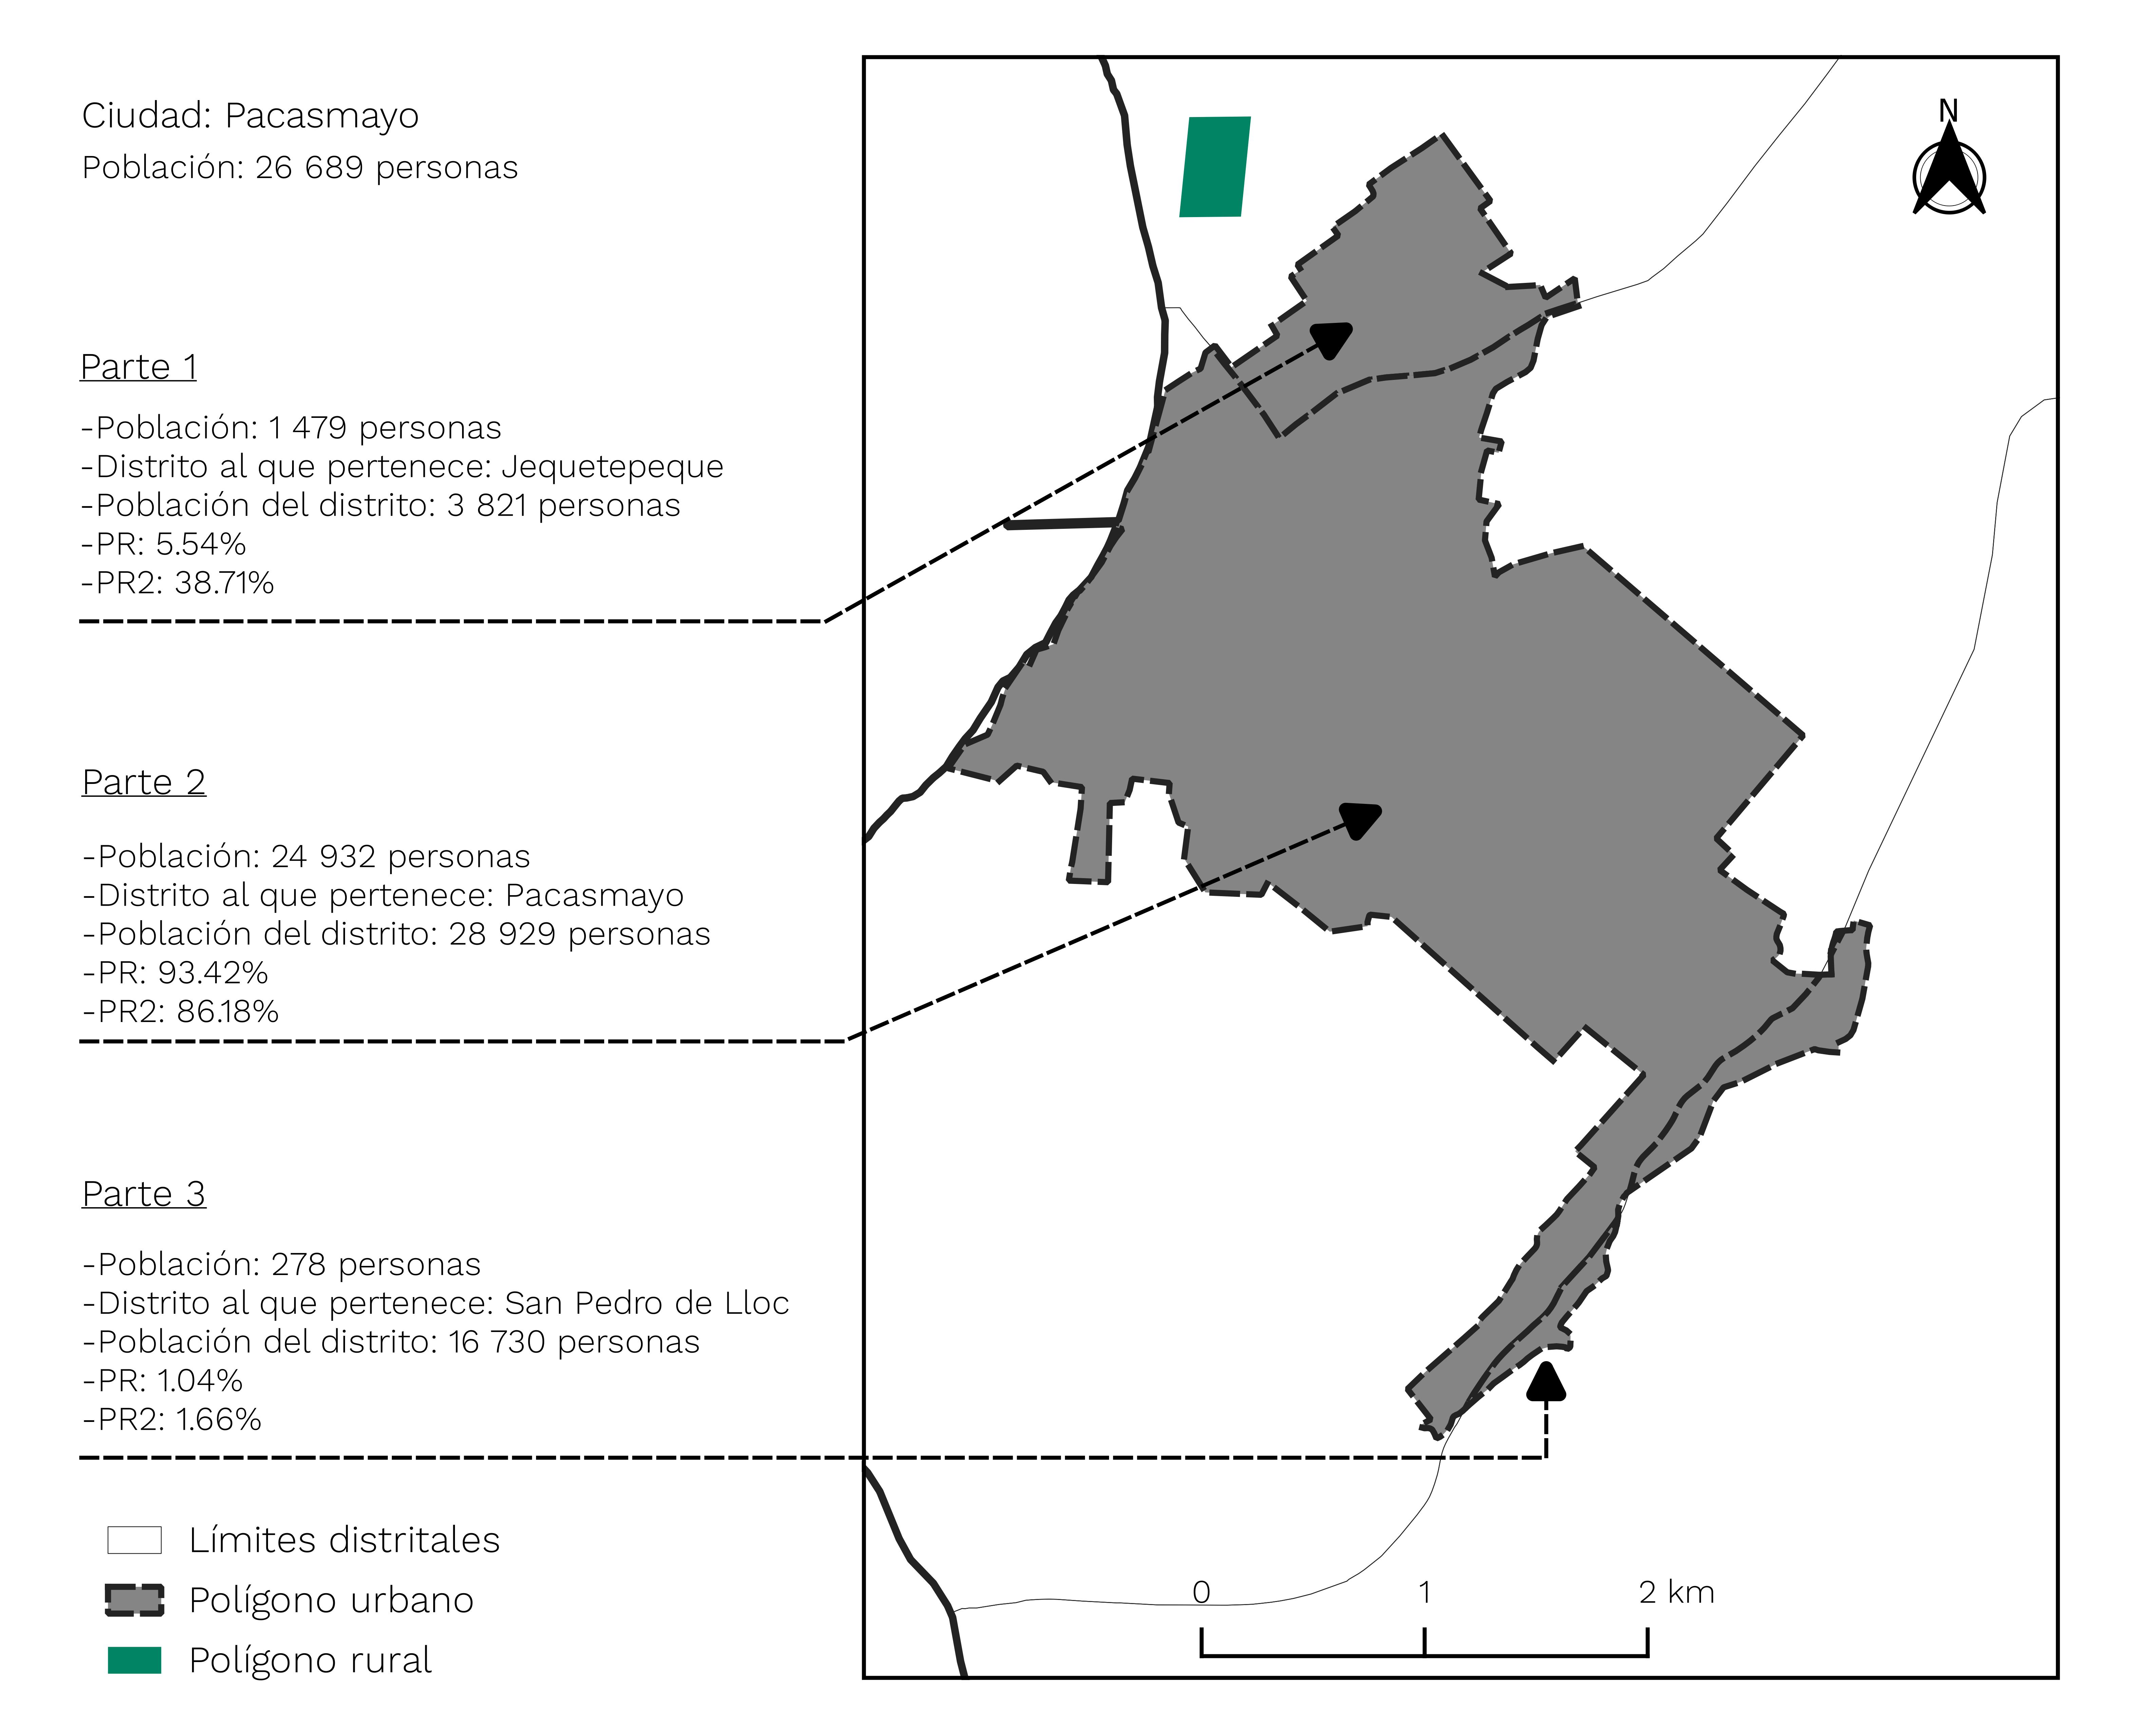 Ciudad: Pacasmayo
Población: 26 689 personas
Parte 1
-Población: 1 479 personas
-Distrito al que pertenece: Jequetepeque
-Población del distrito: 3 821 personas
-PR: 5.54%
-PR2: 38.71%
Parte 2
-Población: 24 932 personas
-Distrito al que pertenece: Pacasmayo
-Población del distrito: 28 929 personas
-PR: 93.42%
-PR2: 86.18%
Parte 3
-Población: 278 personas
-Distrito al que pertenece: San Pedro de Lloc
-Población del distrito: 16 730 personas
-PR: 1.04%
-PR2: 1.66%
Límites distritales
Polígono urbano
Polígono rural
N
0 1 2 km